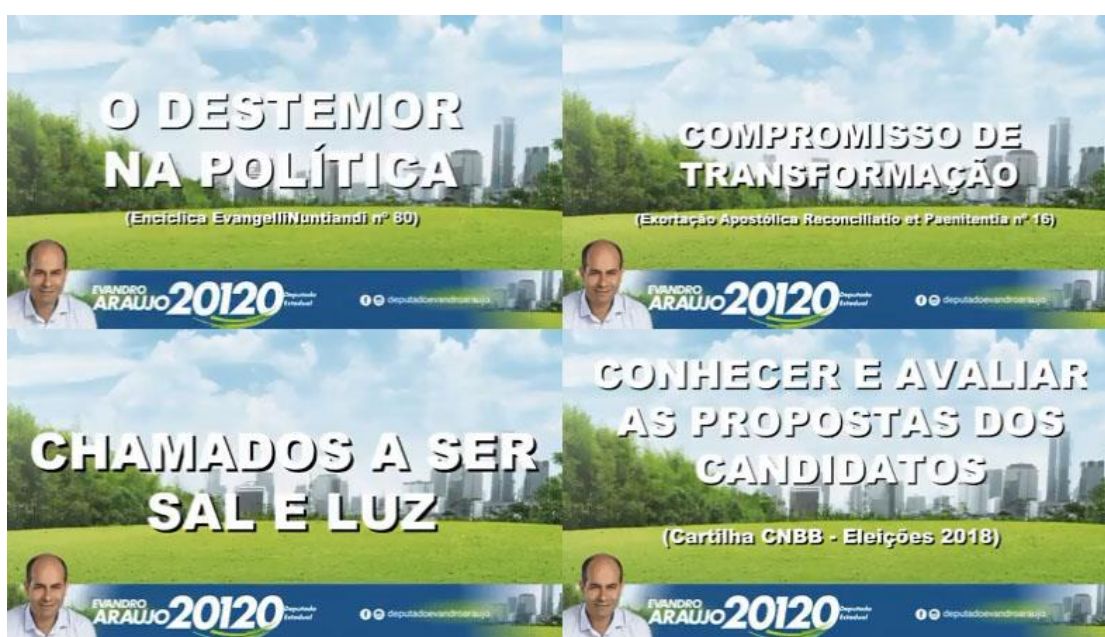 O DESTEMOR
NA POLÍTICA
(Encíclica EvangelliNuntiandi nº 80)
EVANDRO
ARAUJO 20120 Deputado
Estadual
deputadoevandroaraujo
COMPROMISSO DE
TRANSFORMAÇÃO
(Exortação Apostólica Reconciliatio et Paenitentia nº 16)
EVANDRO
ARAUJO 20120 Deputado
Estadual
deputadoevandroaraujo
CHAMADOS A SER
SAL E LUZ
EVANDRO
ARAUJO 20120 Deputado
Estadual
deputadoevandroaraujo
CONHECER E AVALIAR
AS PROPOSTAS DOS
CANDIDATOS
(Cartilha CNBB - Eleições 2018)
EVANDRO
ARAUJO 20120 Deputado
Estadual
deputadoevandroaraujo